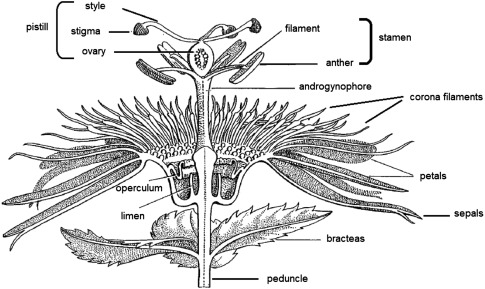 style
pistill
stigma
ovary
filament
stamen
anther
androgynophore
corona filaments
petals
operculum
limen
sepals
bracteas
peduncle